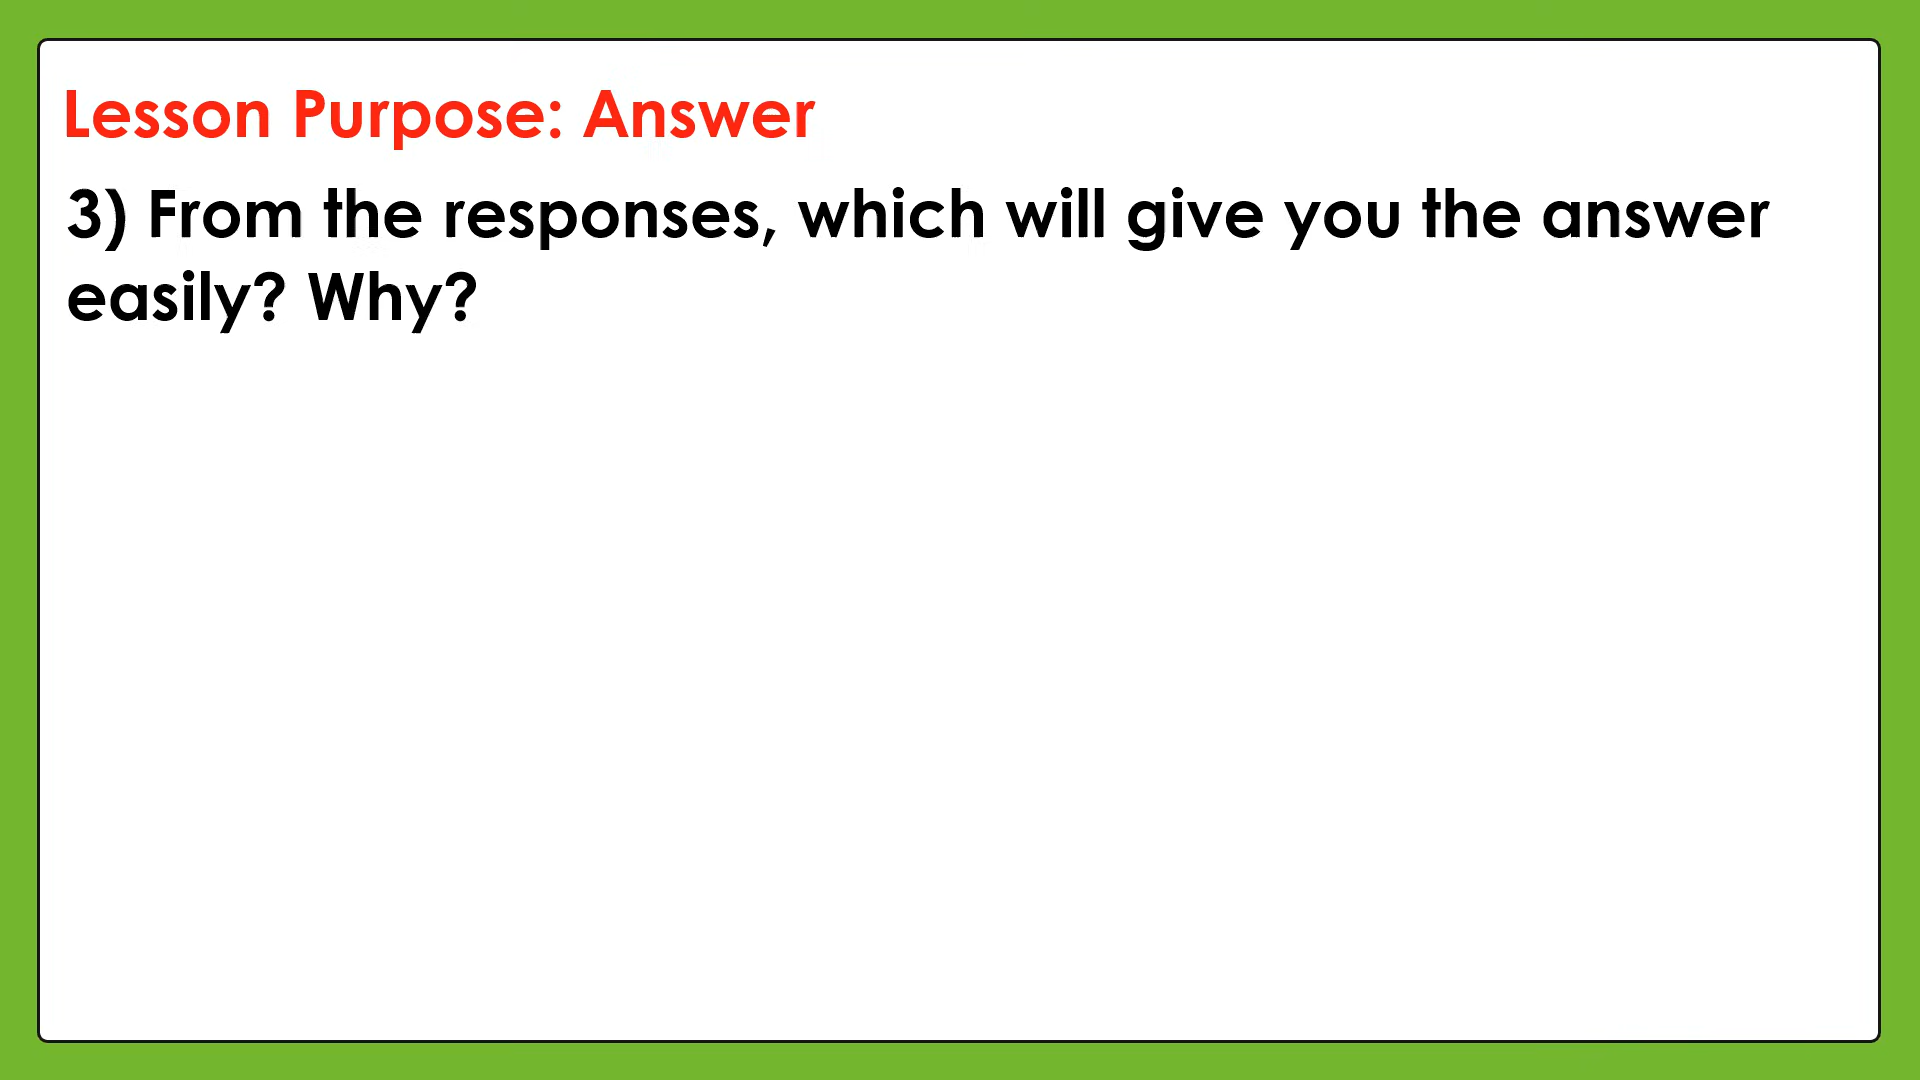 Lesson Purpose: Answer
3) From the responses, which will give you the answer
easily? Why?